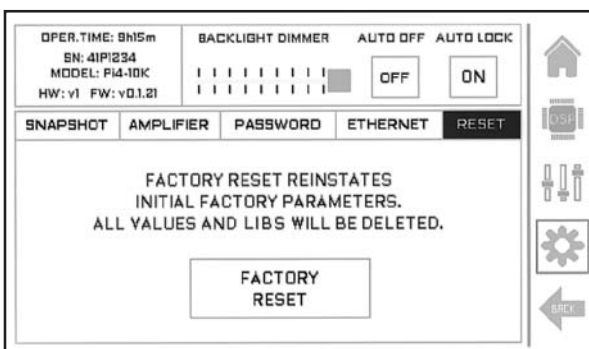 OPER.TIME: 9h15m
SN: 41P1234
MODEL: Pi4-10K
HW: v1 FW: v0.1.21
BACKLIGHT DIMMER
AUTO OFF
OFF
AUTO LOCK
ON
SNAPSHOT AMPLIFIER PASSWORD ETHERNET RESET
FACTORY RESET REINSTATES
INITIAL FACTORY PARAMETERS.
ALL VALUES AND LIBS WILL BE DELETED.
FACTORY
RESET
DSP
BACK